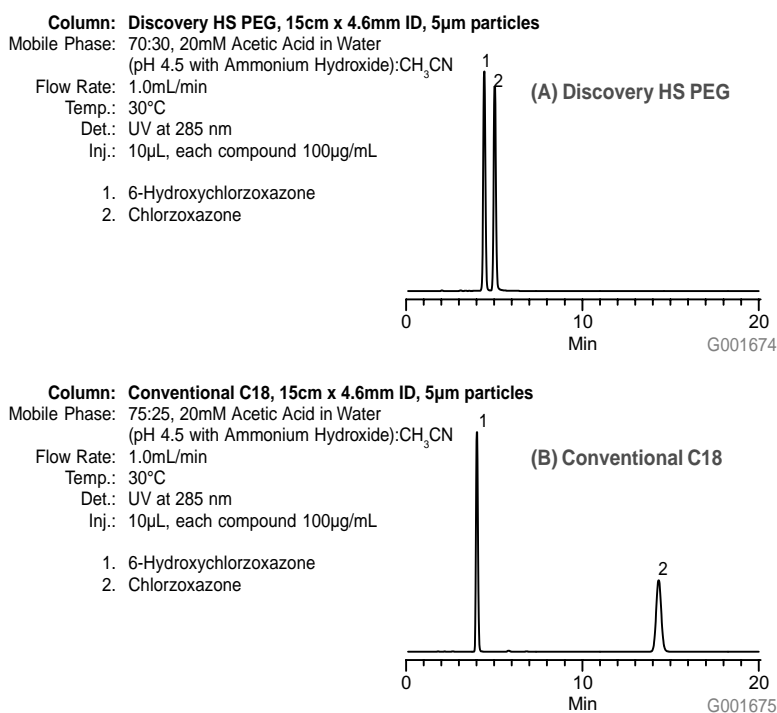 Column: Discovery HS PEG, 15cm x 4.6mm ID, 5µm particles
Mobile Phase: 70:30, 20mM Acetic Acid in Water
(pH 4.5 with Ammonium Hydroxide):CH3CN
Flow Rate: 1.0mL/min
Temp.: 30°C
Det.: UV at 285 nm
Inj.: 10µL, each compound 100µg/mL
1. 6-Hydroxychlorzoxazone
2. Chlorzoxazone
1
2
(A) Discovery HS PEG
0 10 20
Min
G001674
Column: Conventional C18, 15cm x 4.6mm ID, 5µm particles
Mobile Phase: 75:25, 20mM Acetic Acid in Water
(pH 4.5 with Ammonium Hydroxide):CH3CN
Flow Rate: 1.0mL/min
Temp.: 30°C
Det.: UV at 285 nm
Inj.: 10µL, each compound 100µg/mL
1. 6-Hydroxychlorzoxazone
2. Chlorzoxazone
1
(B) Conventional C18
2
0 10 20
Min
G001675